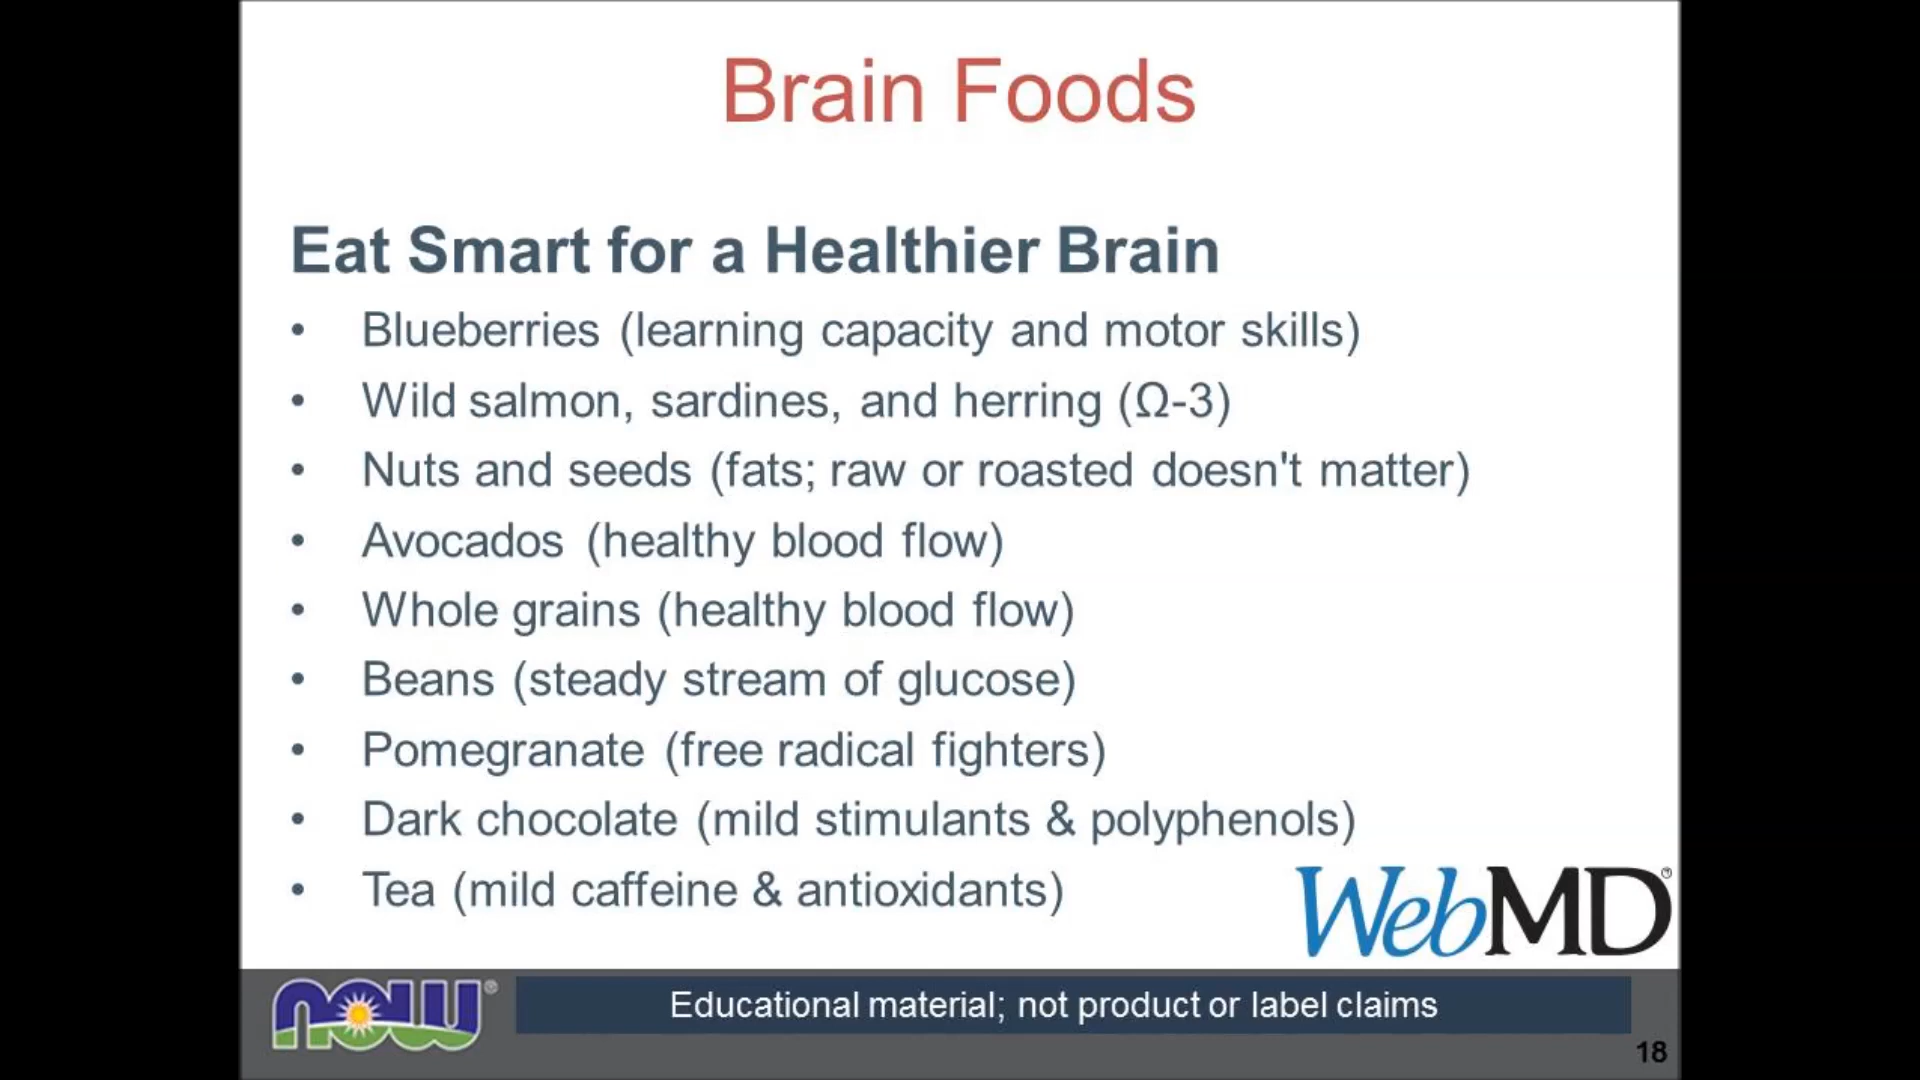 Brain Foods
Eat Smart for a Healthier Brain
• Blueberries (learning capacity and motor skills)
• Wild salmon, sardines, and herring (Ω-3)
• Nuts and seeds (fats; raw or roasted doesn't matter)
• Avocados (healthy blood flow)
• Whole grains (healthy blood flow)
• Beans (steady stream of glucose)
• Pomegranate (free radical fighters)
• Dark chocolate (mild stimulants & polyphenols)
• Tea (mild caffeine & antioxidants)
WebMD®
NOW®
Educational material; not product or label claims
18